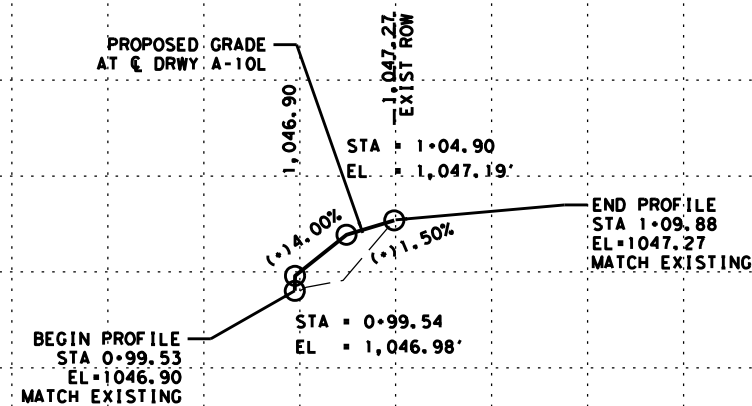 PROPOSED GRADE
AT ℄ DRWY A-10L
1,046.90
1,047.27
EXIST ROW
STA = 1+04.90
EL = 1,047.19'
(+)4.00%
(+)1.50%
END PROFILE
STA 1+09.88
EL=1047.27
MATCH EXISTING
STA = 0+99.54
EL = 1,046.98'
BEGIN PROFILE
STA 0+99.53
EL=1046.90
MATCH EXISTING